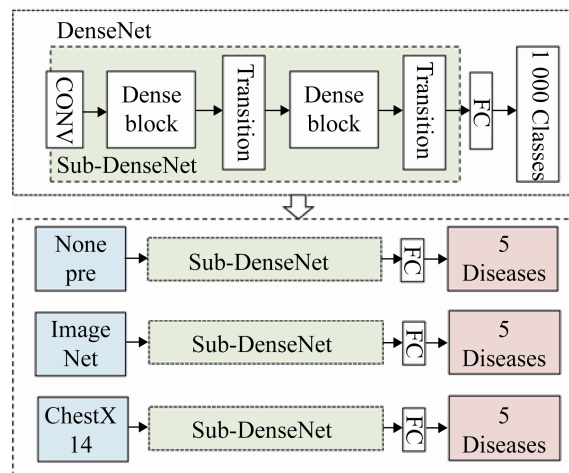 DenseNet
CONV
Dense
block
Transition
Dense
block
Transition
FC
1 000 Classes
Sub-DenseNet
None
pre
Sub-DenseNet
FC
5
Diseases
Image
Net
Sub-DenseNet
FC
5
Diseases
ChestX
14
Sub-DenseNet
FC
5
Diseases